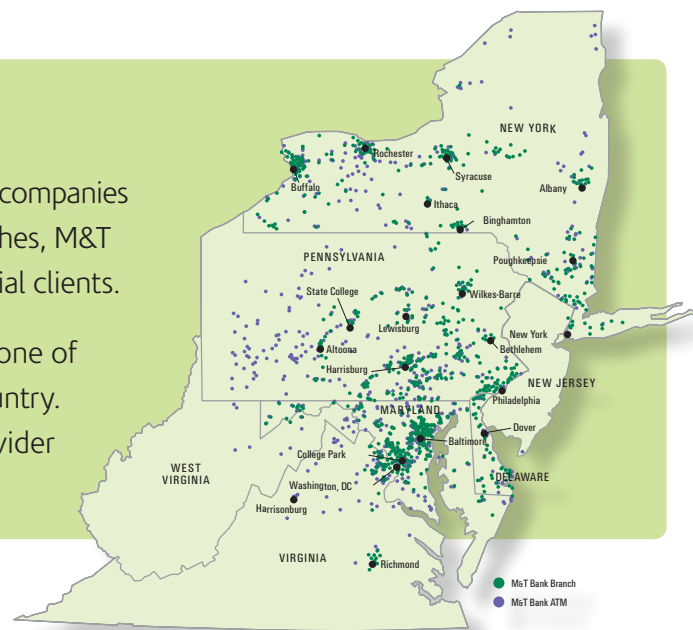 companies
hes, M&T
ial clients.
one of
untry.
vider
NEW YORK
Rochester
Syracuse
Buffalo
Albany
Ithaca
Binghamton
PENNSYLVANIA
Poughkeepsie
State College
Wilkes-Barre
Lewisburg
New York
Altoona
Bethlehem
Harrisburg
NEW JERSEY
Philadelphia
MARYLAND
Dover
Baltimore
College Park
WEST
VIRGINIA
DELAWARE
Washington, DC
Harrisonburg
VIRGINIA
Richmond
M&T Bank Branch
M&T Bank ATM